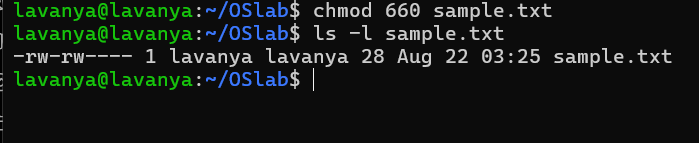 lavanya@lavanya:~/OSlab$ chmod 660 sample.txt
lavanya@lavanya:~/OSlab$ ls -l sample.txt
-rw-rw---- 1 lavanya lavanya 28 Aug 22 03:25 sample.txt
lavanya@lavanya:~/OSlab$